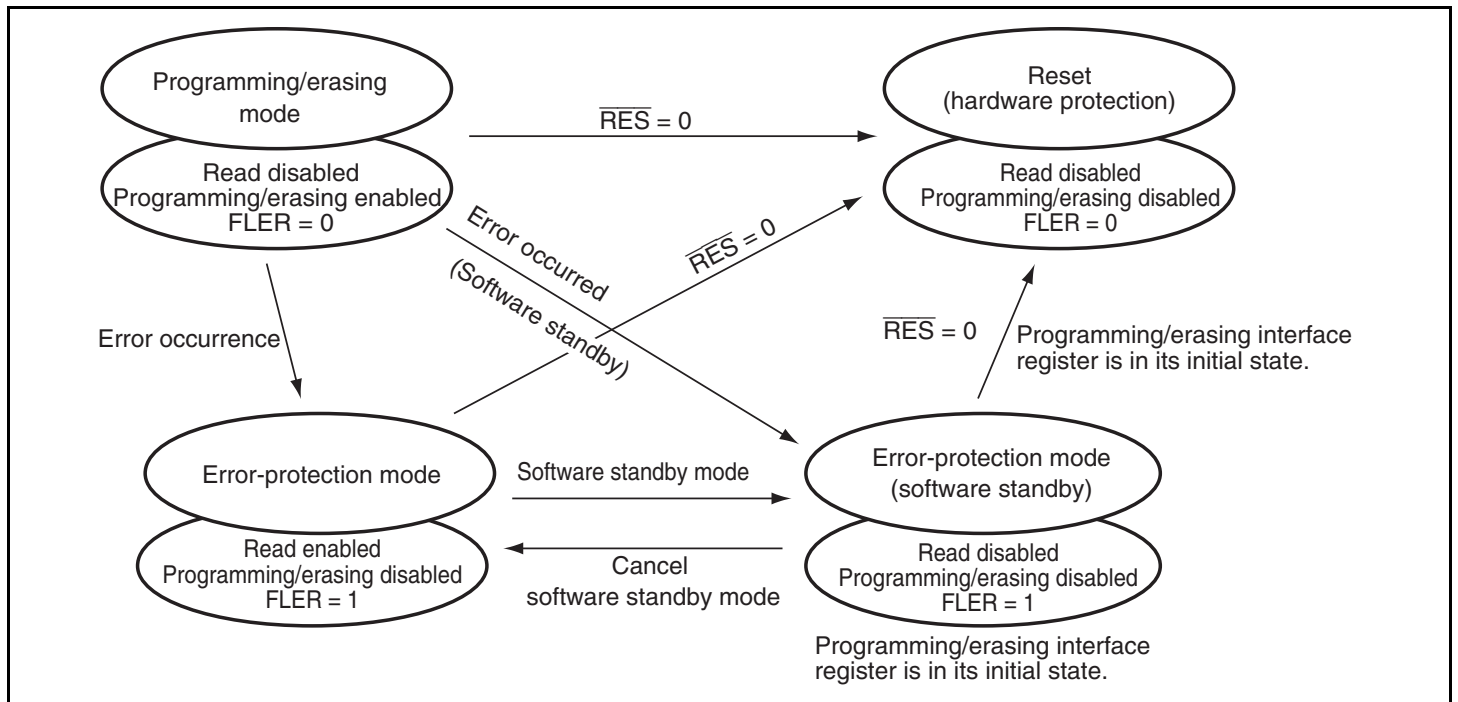 Programming/erasing
mode
Read disabled
Programming/erasing enabled
FLER = 0
RES = 0
Reset
(hardware protection)
Read disabled
Programming/erasing disabled
FLER = 0
Error occurred
(Software standby)
RES = 0
Error occurrence
RES = 0
Programming/erasing interface
register is in its initial state.
Error-protection mode
Read enabled
Programming/erasing disabled
FLER = 1
Software standby mode
Cancel
software standby mode
Error-protection mode
(software standby)
Read disabled
Programming/erasing disabled
FLER = 1
Programming/erasing interface
register is in its initial state.